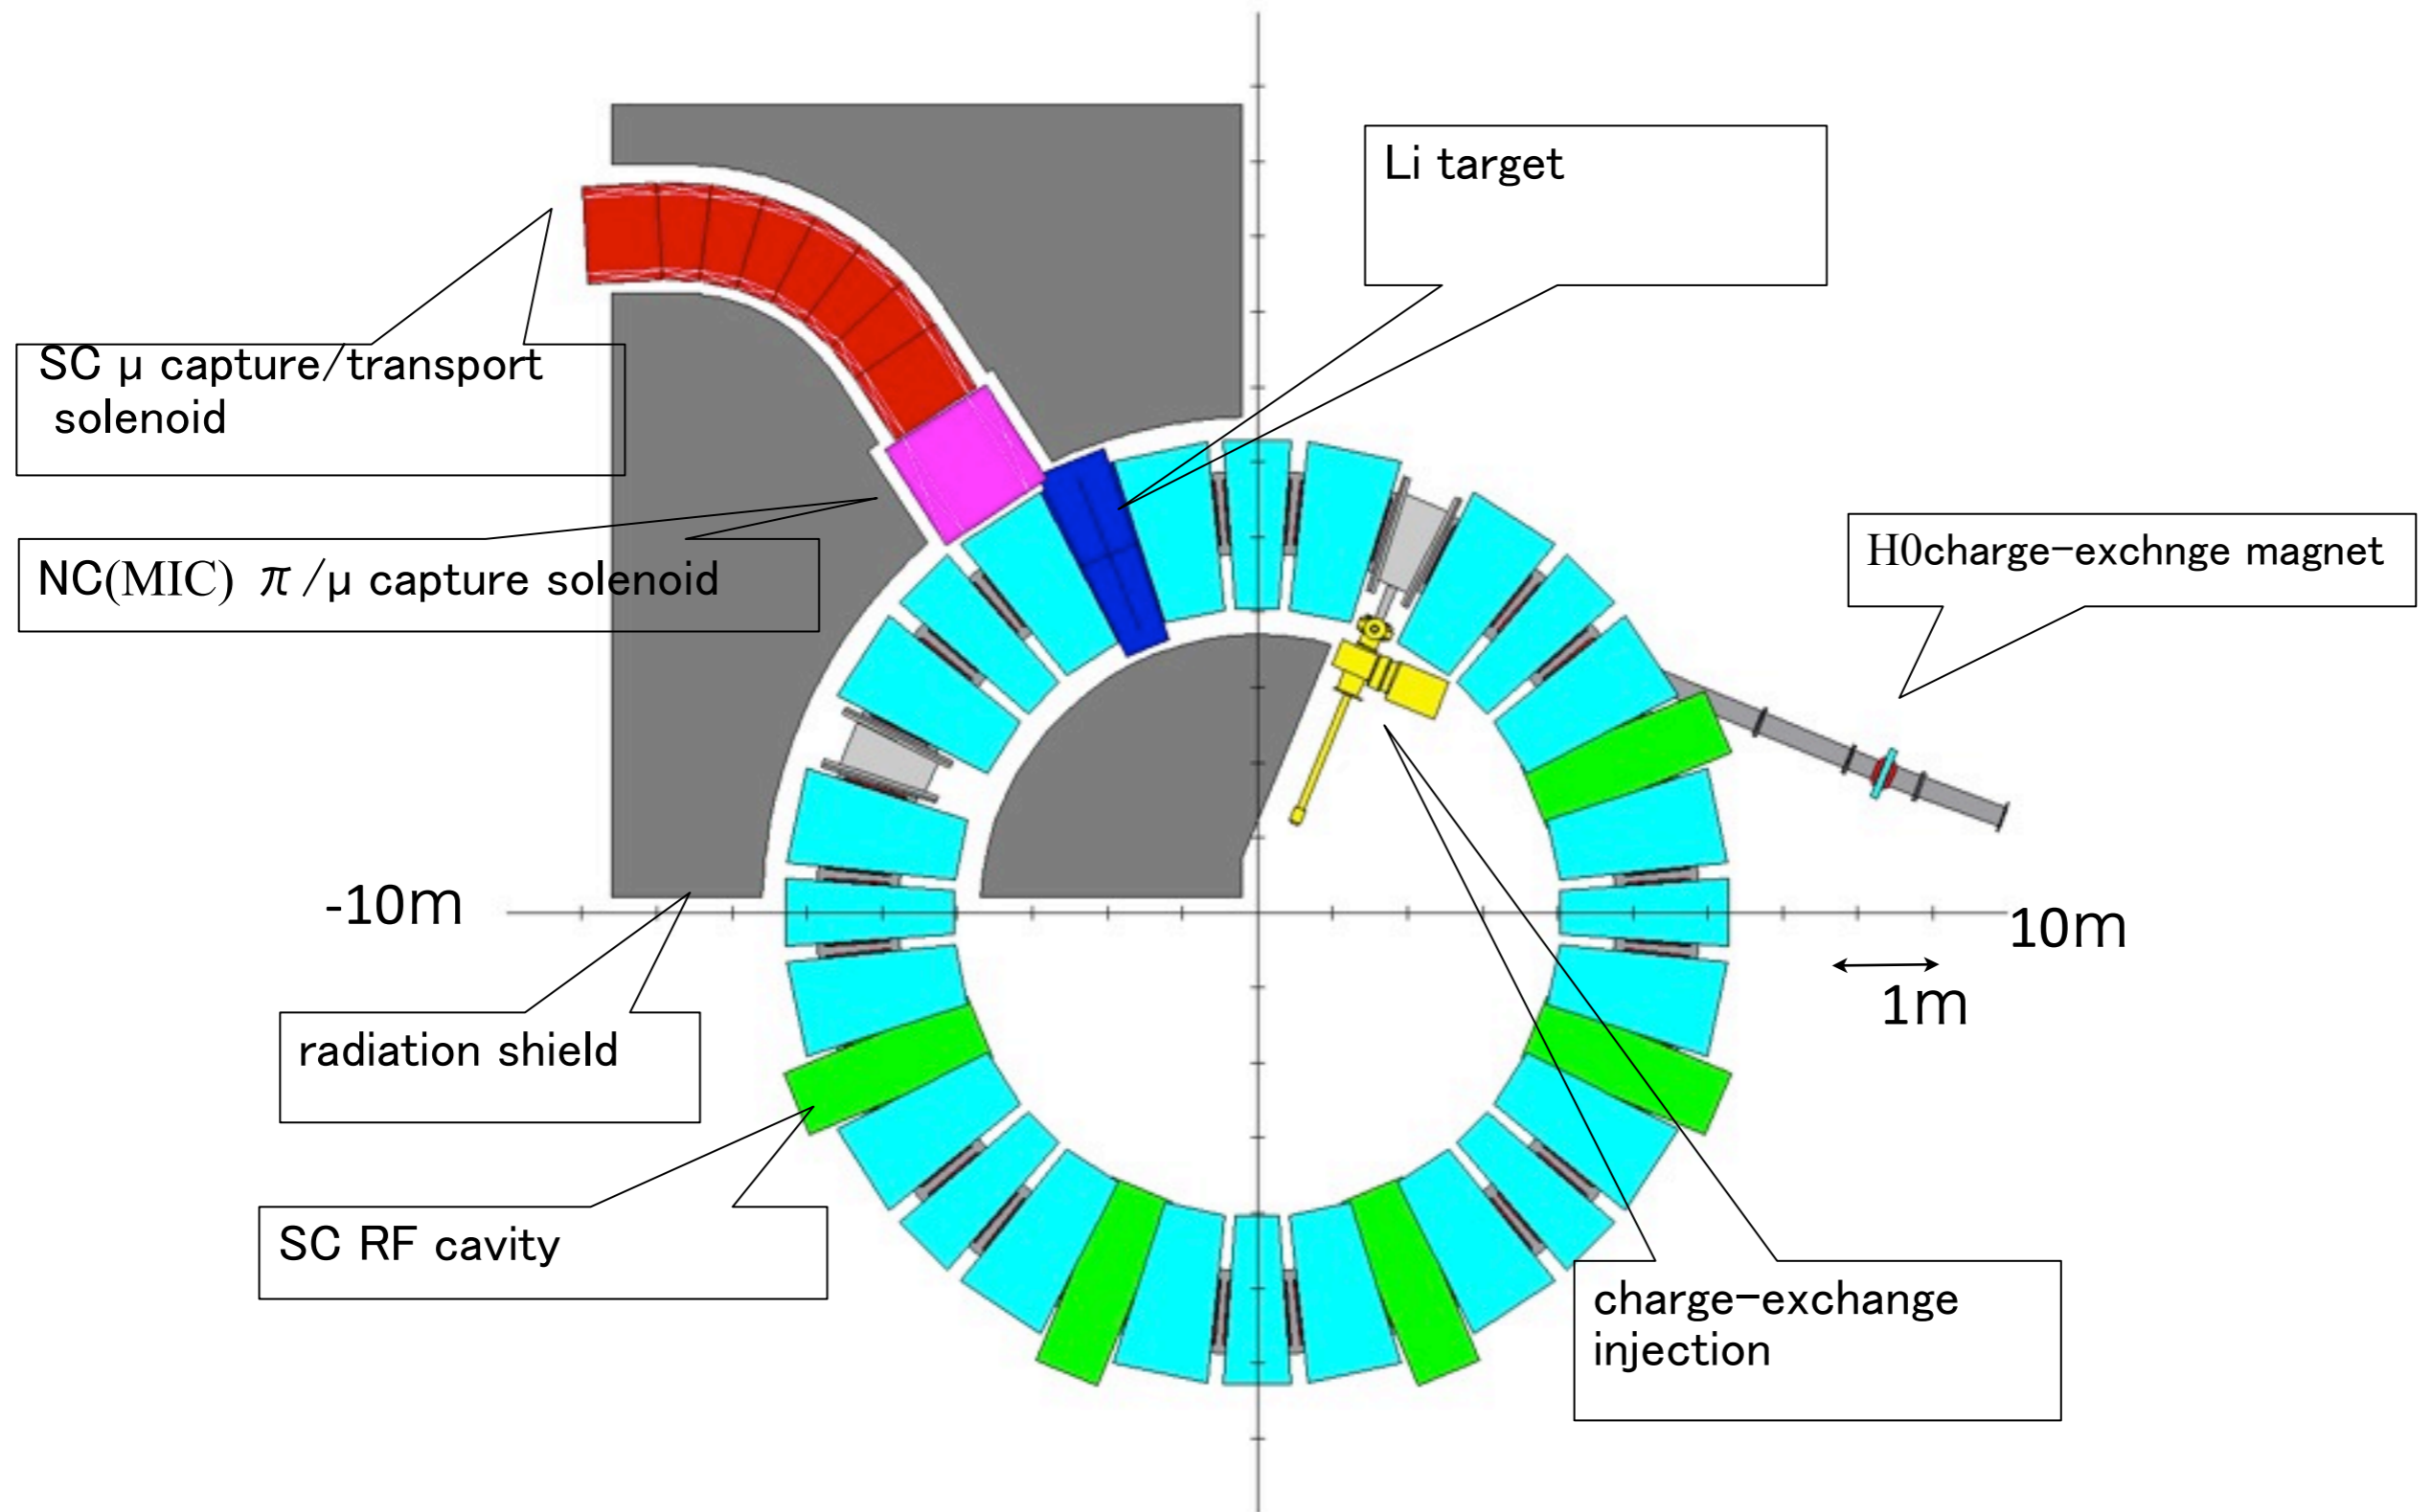 Li target
SC μ capture/transport
solenoid
NC(MIC) π/μ capture solenoid
H0charge-exchnge magnet
-10m
10m
1m
radiation shield
SC RF cavity
charge-exchange
injection